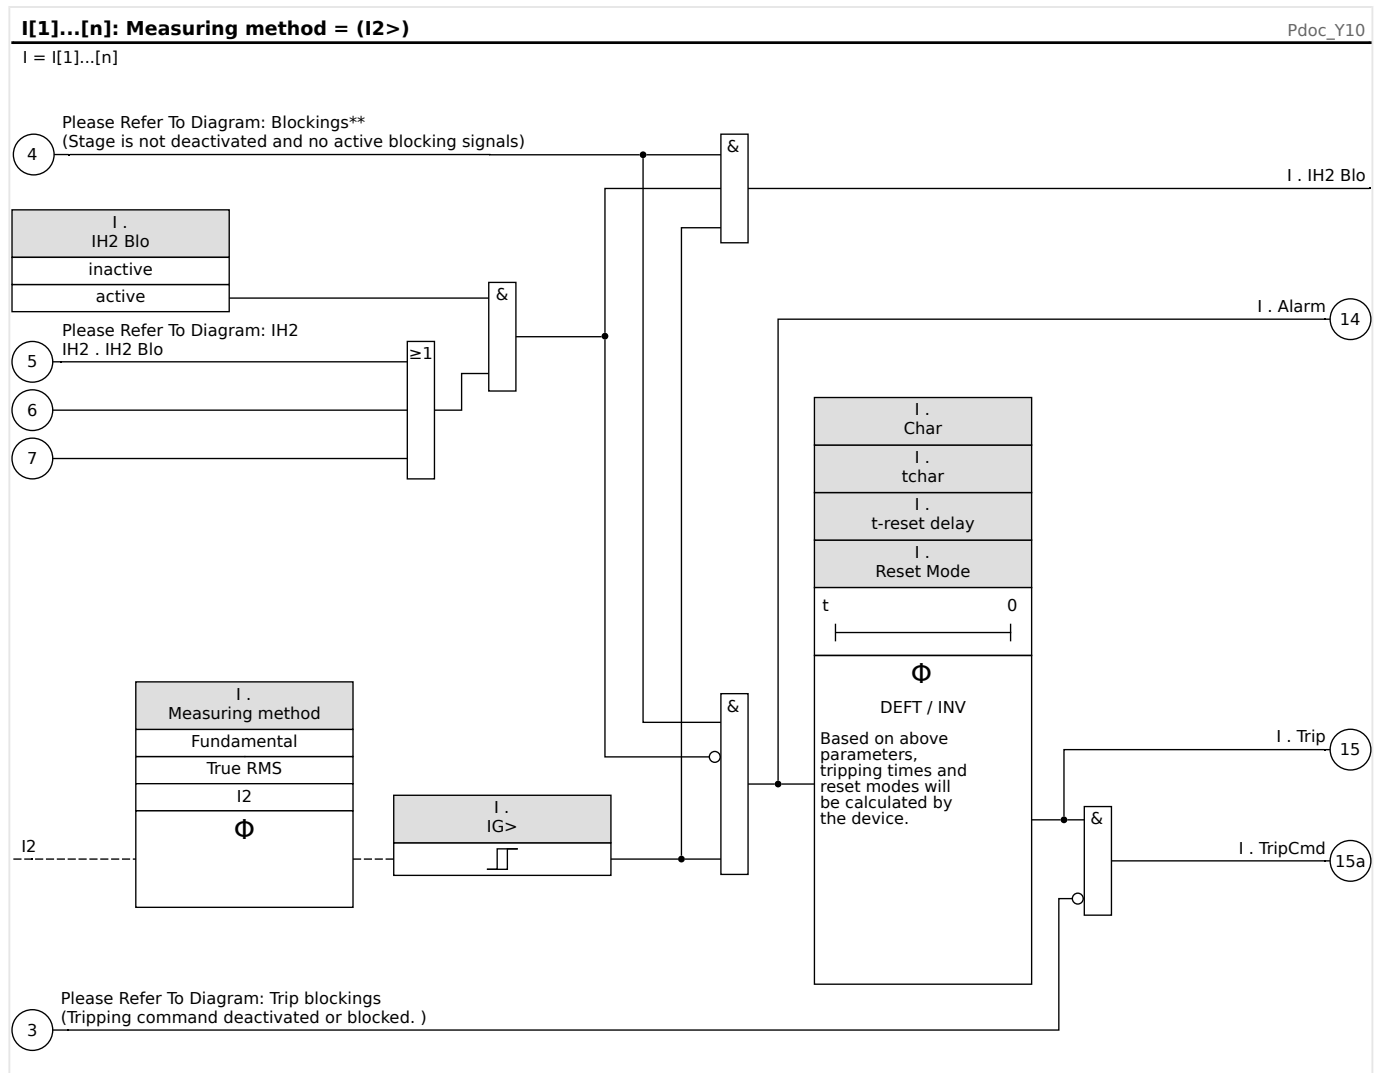 I[1]...[n]: Measuring method = (I2>)
Pdoc_Y10
I = I[1]...[n]
Please Refer To Diagram: Blockings**
(Stage is not deactivated and no active blocking signals)
4
&
I . IH2 Blo
I .
IH2 Blo
inactive
active
&
I . Alarm
14
Please Refer To Diagram: IH2
IH2 . IH2 Blo
5
≥1
6
7
I .
Char
I .
tchar
I .
t-reset delay
I .
Reset Mode
t 0
Φ
DEFT / INV
Based on above
parameters,
tripping times and
reset modes will
be calculated by
the device.
I .
Measuring method
Fundamental
True RMS
I2
Φ
I2
I .
IG>
&
I . Trip
15
&
I . TripCmd
15a
Please Refer To Diagram: Trip blockings
(Tripping command deactivated or blocked. )
3